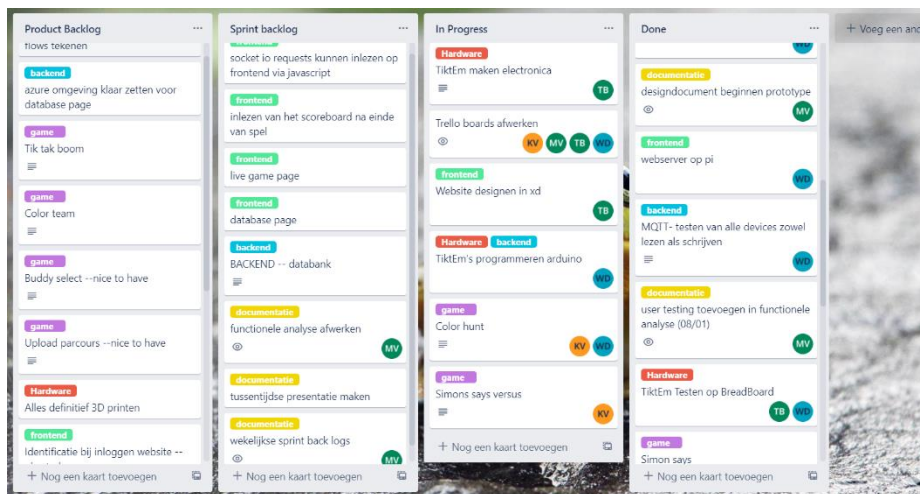 Product Backlog
flows tekenen
backend
azure omgeving klaar zetten voor
database page
game
Tik tak boom
game
Color team
game
Buddy select --nice to have
game
Upload parcours --nice to have
Hardware
Alles definitief 3D printen
frontend
Identificatie bij inloggen website --
+ Nog een kaart toevoegen
Sprint backlog
frontend
socket io requests kunnen inlezen op
frontend via javascript
frontend
inlezen van het scoreboard na einde
van spel
frontend
live game page
frontend
database page
backend
BACKEND -- databank
documentatie
functionele analyse afwerken
MV
documentatie
tussentijdse presentatie maken
documentatie
wekelijkse sprint back logs
MV
+ Nog een kaart toevoegen
In Progress
Hardware
TiktEm maken electronica
TB
Trello boards afwerken
KV MV TB WD
frontend
Website designen in xd
TB
Hardware backend
TiktEm's programmeren arduino
WD
game
Color hunt
KV WD
game
Simons says versus
KV
+ Nog een kaart toevoegen
Done
WD
documentatie
designdocument beginnen prototype
MV
frontend
webserver op pi
WD
backend
MQTT- testen van alle devices zowel
lezen als schrijven
WD
documentatie
user testing toevoegen in functionele
analyse (08/01)
MV
Hardware
TiktEm Testen op BreadBoard
TB WD
game
Simon says
+ Nog een kaart toevoegen
+ Voeg een and